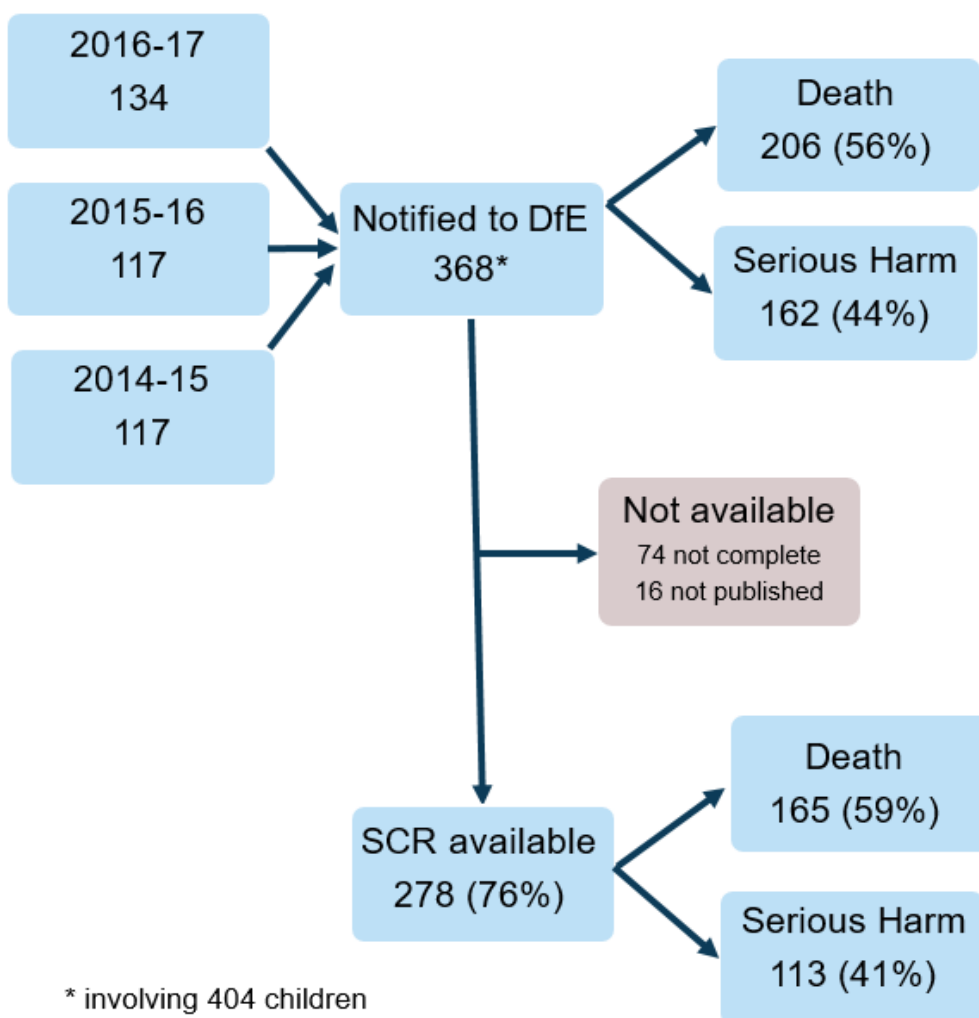 2016-17
134
2015-16
117
2014-15
117
Notified to DfE
368*
Death
206 (56%)
Serious Harm
162 (44%)
Not available
74 not complete
16 not published
SCR available
278 (76%)
Death
165 (59%)
Serious Harm
113 (41%)
* involving 404 children